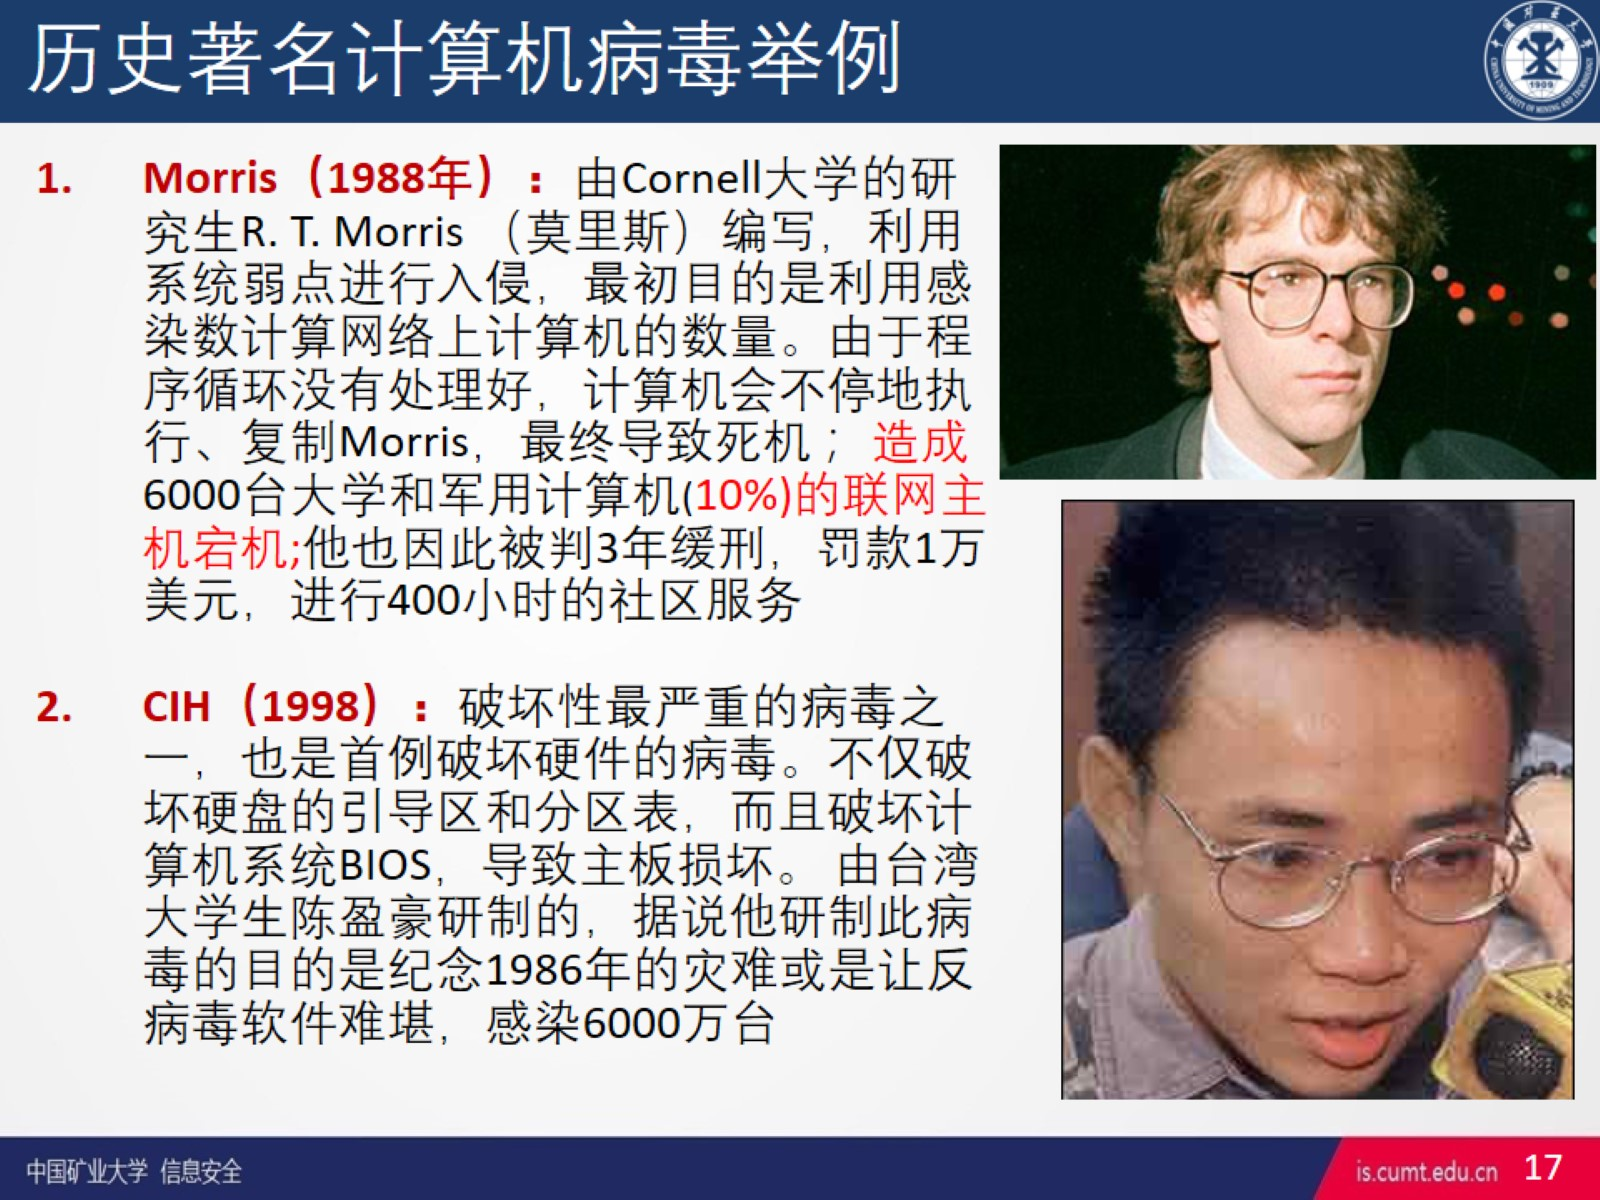 历史著名计算机病毒举例
1. Morris（1988年）：由Cornell大学的研
究生R. T. Morris （莫里斯）编写，利用
系统弱点进行入侵，最初目的是利用感
染数计算网络上计算机的数量。由于程
序循环没有处理好，计算机会不停地执
行、复制Morris，最终导致死机；造成
6000台大学和军用计算机(10%)的联网主
机宕机;他也因此被判3年缓刑，罚款1万
美元，进行400小时的社区服务
2. CIH（1998）：破坏性最严重的病毒之
一，也是首例破坏硬件的病毒。不仅破
坏硬盘的引导区和分区表，而且破坏计
算机系统BIOS，导致主板损坏。 由台湾
大学生陈盈豪研制的，据说他研制此病
毒的目的是纪念1986年的灾难或是让反
病毒软件难堪，感染6000万台
中国矿业大学 信息安全
is.cumt.edu.cn 17
中国矿业大学
CHINA UNIVERSITY OF MINING AND TECHNOLOGY
1909